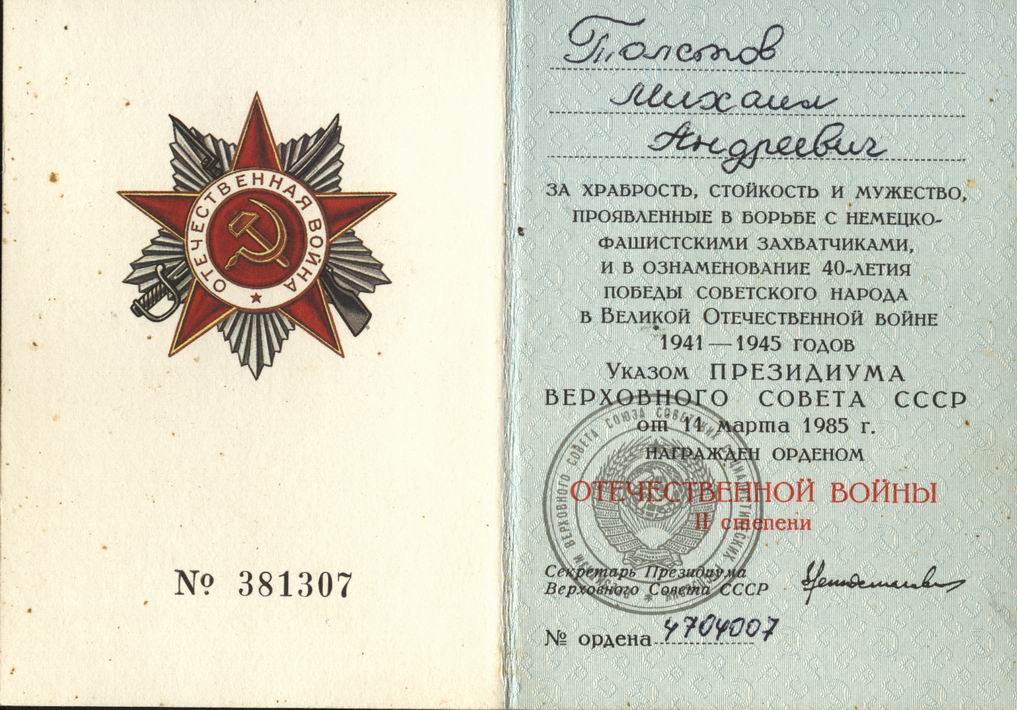 ОТЕЧЕСТВЕННАЯ ВОЙНА
№ 381307
Толстов
Михаил
Андреевич
ЗА ХРАБРОСТЬ, СТОЙКОСТЬ И МУЖЕСТВО,
ПРОЯВЛЕННЫЕ В БОРЬБЕ С НЕМЕЦКО-
ФАШИСТСКИМИ ЗАХВАТЧИКАМИ,
И В ОЗНАМЕНОВАНИЕ 40-ЛЕТИЯ
ПОБЕДЫ СОВЕТСКОГО НАРОДА
В ВЕЛИКОЙ ОТЕЧЕСТВЕННОЙ ВОЙНЕ
1941—1945 ГОДОВ
УКАЗОМ ПРЕЗИДИУМА
ВЕРХОВНОГО СОВЕТА СССР
от 11 марта 1985 г.
НАГРАЖДЕН ОРДЕНОМ
ОТЕЧЕСТВЕННОЙ ВОЙНЫ
II степени
Секретарь Президиума
Верховного Совета СССР
№ ордена 4704007